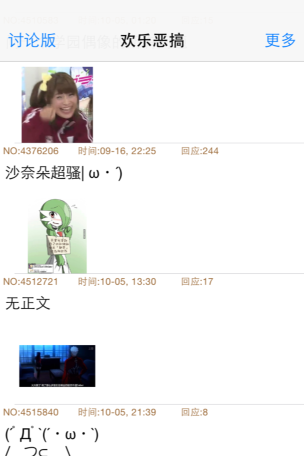 讨论版 欢乐恶搞 更多
NO:4376206 时间:09-16, 22:25 回应:244
沙奈朵超骚| ω・´)
NO:4512721 时间:10-05, 13:30 回应:17
无正文
NO:4515840 时间:10-05, 21:39 回应:8
(ﾟДﾟ`(´・ω・`)
/　つ⊂　\